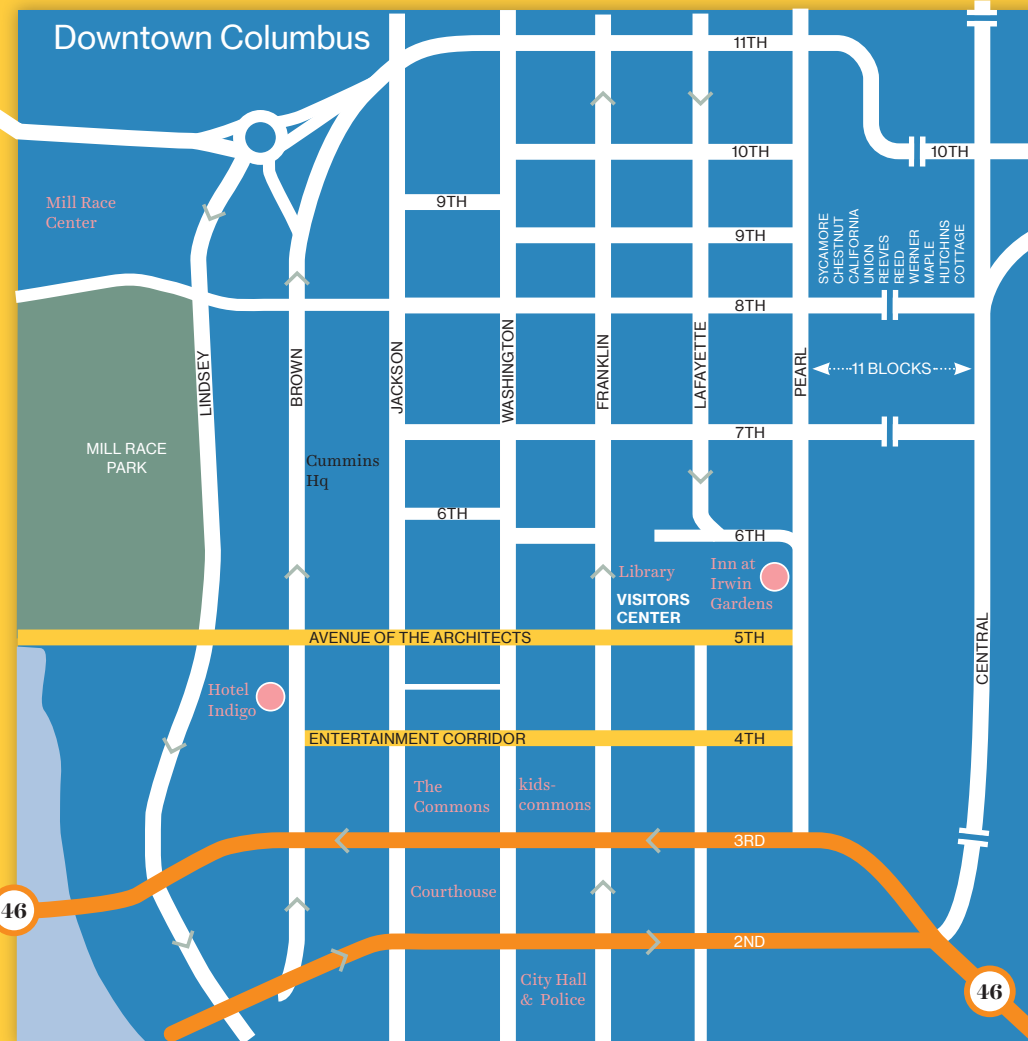 Downtown Columbus
11TH
10TH
10TH
Mill Race
Center
9TH
9TH
SYCAMORE
CHESTNUT
CALIFORNIA
UNION
REEVES
REED
WERNER
MAPLE
HUTCHINS
COTTAGE
8TH
LINDSEY
BROWN
JACKSON
WASHINGTON
FRANKLIN
LAFAYETTE
PEARL
11 BLOCKS
7TH
MILL RACE
PARK
Cummins
Hq
6TH
6TH
Library
Inn at
Irwin
Gardens
VISITORS
CENTER
AVENUE OF THE ARCHITECTS
5TH
CENTRAL
Hotel
Indigo
ENTERTAINMENT CORRIDOR
4TH
The
Commons
kids-
commons
3RD
Courthouse
46
2ND
City Hall
& Police
46